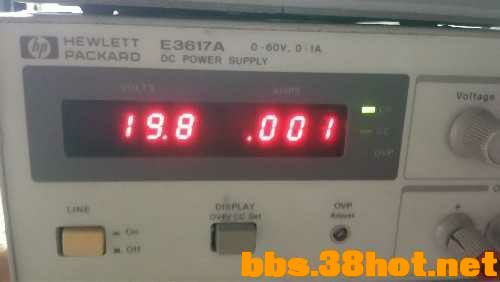 hp HEWLETT PACKARD
E3617A 0-60V, 0-1A
DC POWER SUPPLY
VOLTS AMPS
19.8 .001
CV
CC
OVP
Voltage
LINE
On
Off
DISPLAY
OVP/CC Set
OVP
Adjust
+
bbs.38hot.net